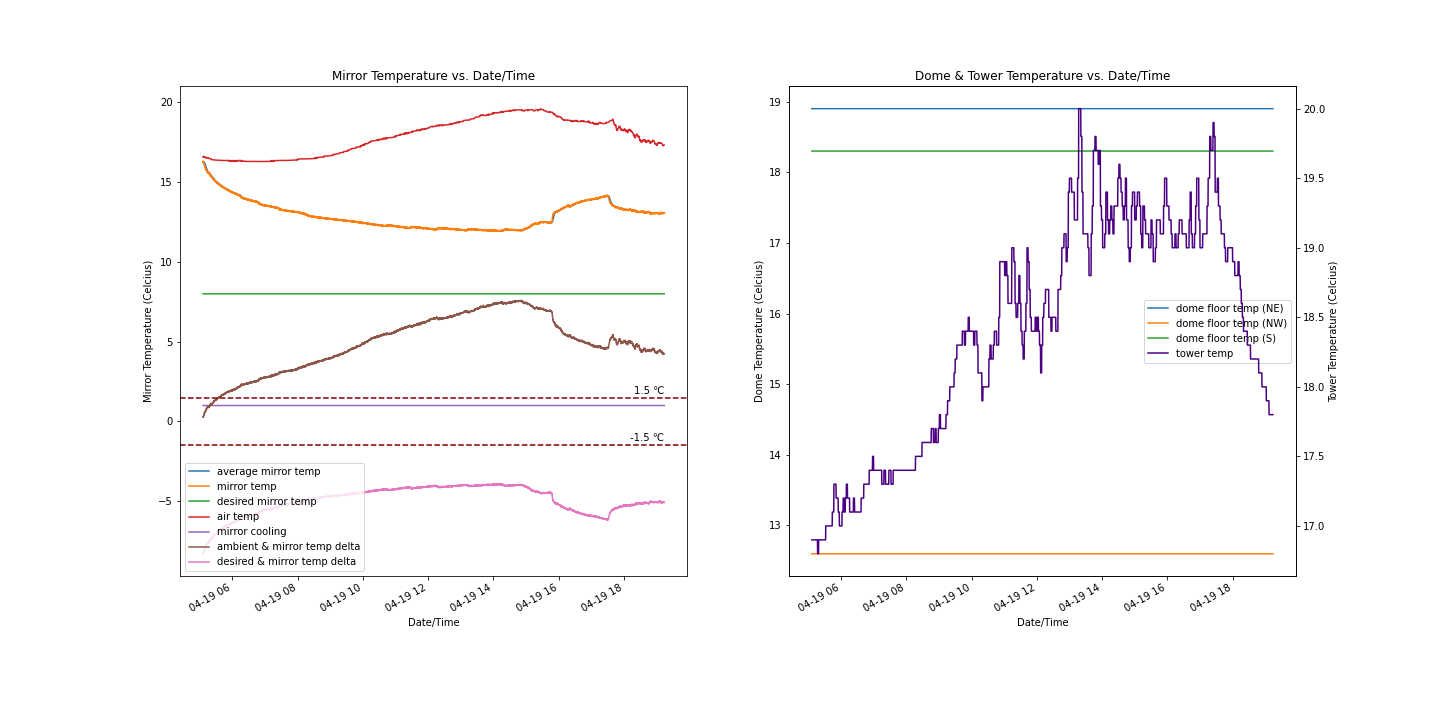 Mirror Temperature vs. Date/Time
20
15
10
5
0
−5
Mirror Temperature (Celcius)
1.5 °C
-1.5 °C
average mirror temp
mirror temp
desired mirror temp
air temp
mirror cooling
ambient & mirror temp delta
desired & mirror temp delta
04-19 06
04-19 08
04-19 10
04-19 12
04-19 14
04-19 16
04-19 18
Date/Time
Dome & Tower Temperature vs. Date/Time
19
18
17
16
15
14
13
Dome Temperature (Celcius)
dome floor temp (NE)
dome floor temp (NW)
dome floor temp (S)
tower temp
20.0
19.5
19.0
18.5
18.0
17.5
17.0
Tower Temperature (Celcius)
04-19 06
04-19 08
04-19 10
04-19 12
04-19 14
04-19 16
04-19 18
Date/Time